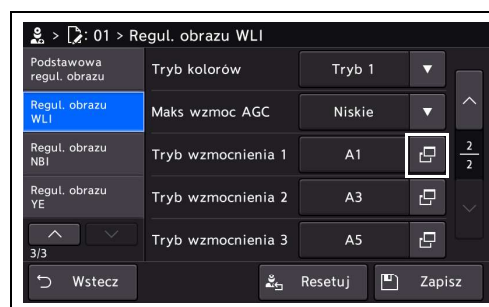 > : 01 > Regul. obrazu WLI
Podstawowa
regul. obrazu
Regul. obrazu
WLI
Regul. obrazu
NBI
Regul. obrazu
YE
3/3
Tryb kolorów Tryb 1
Maks wzmoc AGC Niskie
Tryb wzmocnienia 1 A1
Tryb wzmocnienia 2 A3
Tryb wzmocnienia 3 A5
2
2
Wstecz Resetuj Zapisz